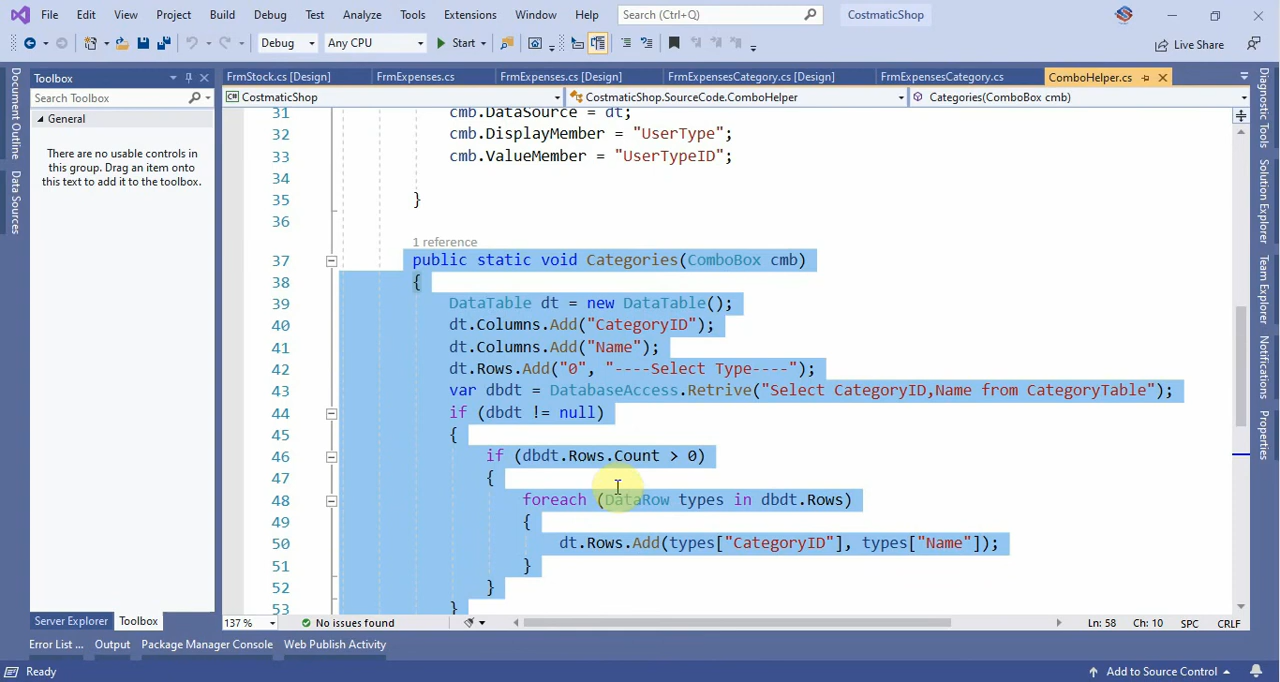 File Edit View Project Build Debug Test Analyze Tools Extensions Window Help Search (Ctrl+Q) CostmaticShop
Debug Any CPU Start Live Share
Toolbox
Search Toolbox
General
There are no usable controls in
this group. Drag an item onto
this text to add it to the toolbox.
Document Outline
Data Sources
FrmStock.cs [Design] FrmExpenses.cs FrmExpenses.cs [Design] FrmExpensesCategory.cs [Design] FrmExpensesCategory.cs ComboHelper.cs
CostmaticShop CostmaticShop.SourceCode.ComboHelper Categories(ComboBox cmb)
31 cmb.DataSource = dt;
32 cmb.DisplayMember = "UserType";
33 cmb.ValueMember = "UserTypeID";
34
35 }
36
1 reference
37 public static void Categories(ComboBox cmb)
38 {
39 DataTable dt = new DataTable();
40 dt.Columns.Add("CategoryID");
41 dt.Columns.Add("Name");
42 dt.Rows.Add("0", "----Select Type----");
43 var dbdt = DatabaseAccess.Retrive("Select CategoryID,Name from CategoryTable");
44 if (dbdt != null)
45 {
46 if (dbdt.Rows.Count > 0)
47 {
48 foreach (DataRow types in dbdt.Rows)
49 {
50 dt.Rows.Add(types["CategoryID"], types["Name"]);
51 }
52 }
53 }
Diagnostic Tools
Solution Explorer
Team Explorer
Notifications
Properties
137 % No issues found Ln: 58 Ch: 10 SPC CRLF
Server Explorer Toolbox
Error List ... Output Package Manager Console Web Publish Activity
Ready Add to Source Control